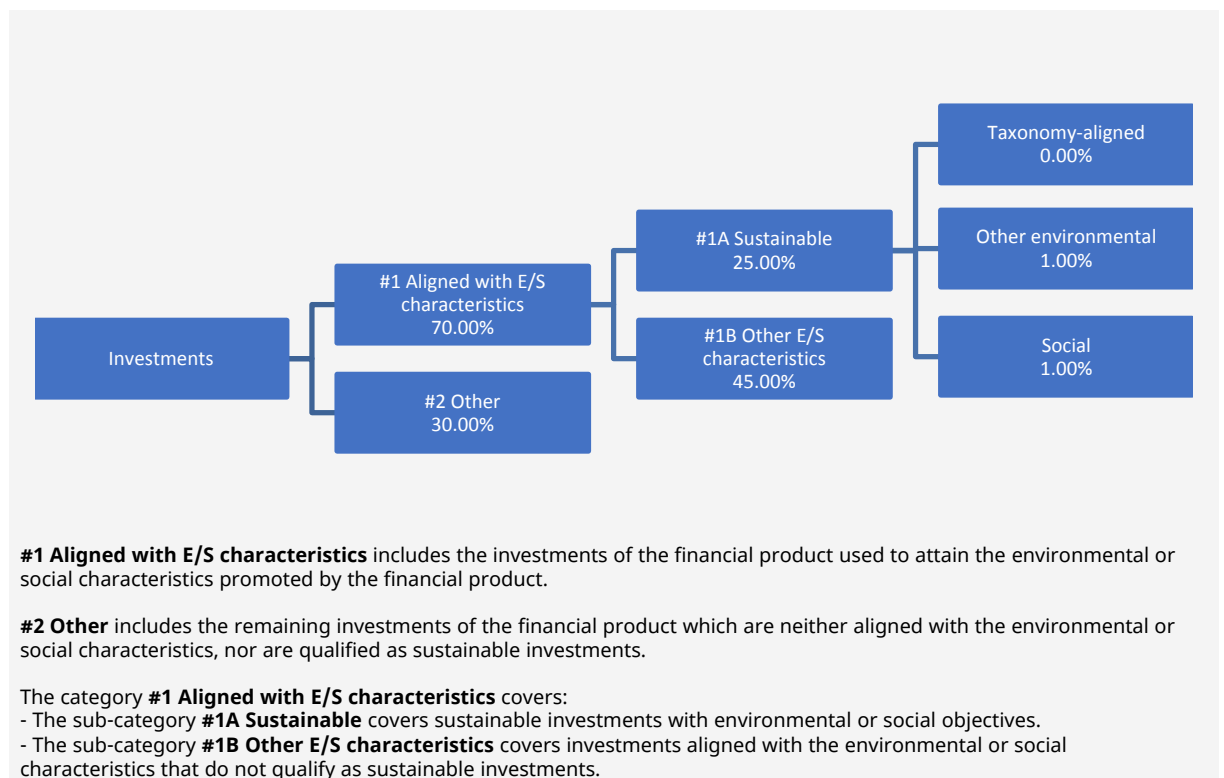 Taxonomy-aligned
0.00%
#1A Sustainable
25.00%
Other environmental
1.00%
#1 Aligned with E/S
characteristics
70.00%
Investments
#1B Other E/S
characteristics
45.00%
Social
1.00%
#2 Other
30.00%
#1 Aligned with E/S characteristics includes the investments of the financial product used to attain the environmental or
social characteristics promoted by the financial product.
#2 Other includes the remaining investments of the financial product which are neither aligned with the environmental or
social characteristics, nor are qualified as sustainable investments.
The category #1 Aligned with E/S characteristics covers:
- The sub-category #1A Sustainable covers sustainable investments with environmental or social objectives.
- The sub-category #1B Other E/S characteristics covers investments aligned with the environmental or social
characteristics that do not qualify as sustainable investments.